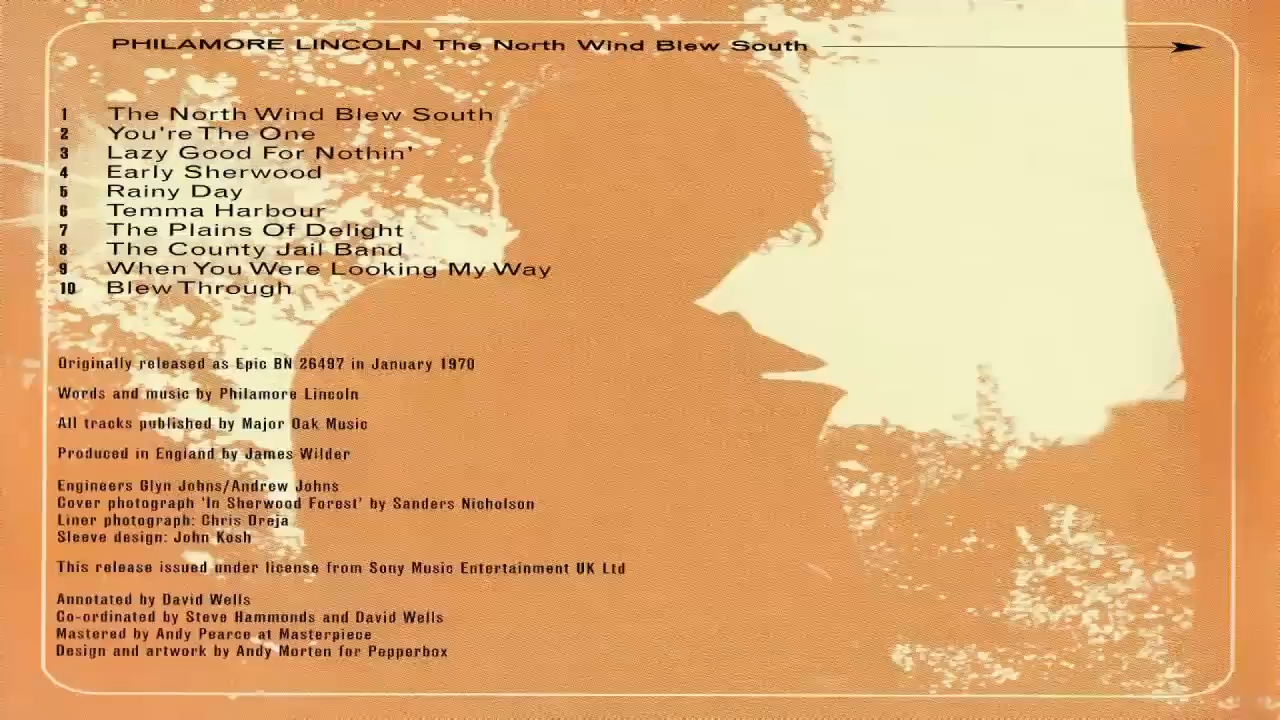 PHILAMORE LINCOLN The North Wind Blew South
1 The North Wind Blew South
2 You're The One
3 Lazy Good For Nothin'
4 Early Sherwood
5 Rainy Day
6 Temma Harbour
7 The Plains Of Delight
8 The County Jail Band
9 When You Were Looking My Way
10 Blew Through
Originally released as Epic BN 26497 in January 1970
Words and music by Philamore Lincoln
All tracks published by Major Oak Music
Produced in England by James Wilder
Engineers Glyn Johns/Andrew Johns
Cover photograph 'In Sherwood Forest' by Sanders Nicholson
Liner photograph: Chris Dreja
Sleeve design: John Kosh
This release issued under license from Sony Music Entertainment UK Ltd
Annotated by David Wells
Co-ordinated by Steve Hammonds and David Wells
Mastered by Andy Pearce at Masterpiece
Design and artwork by Andy Morten for Pepperbox